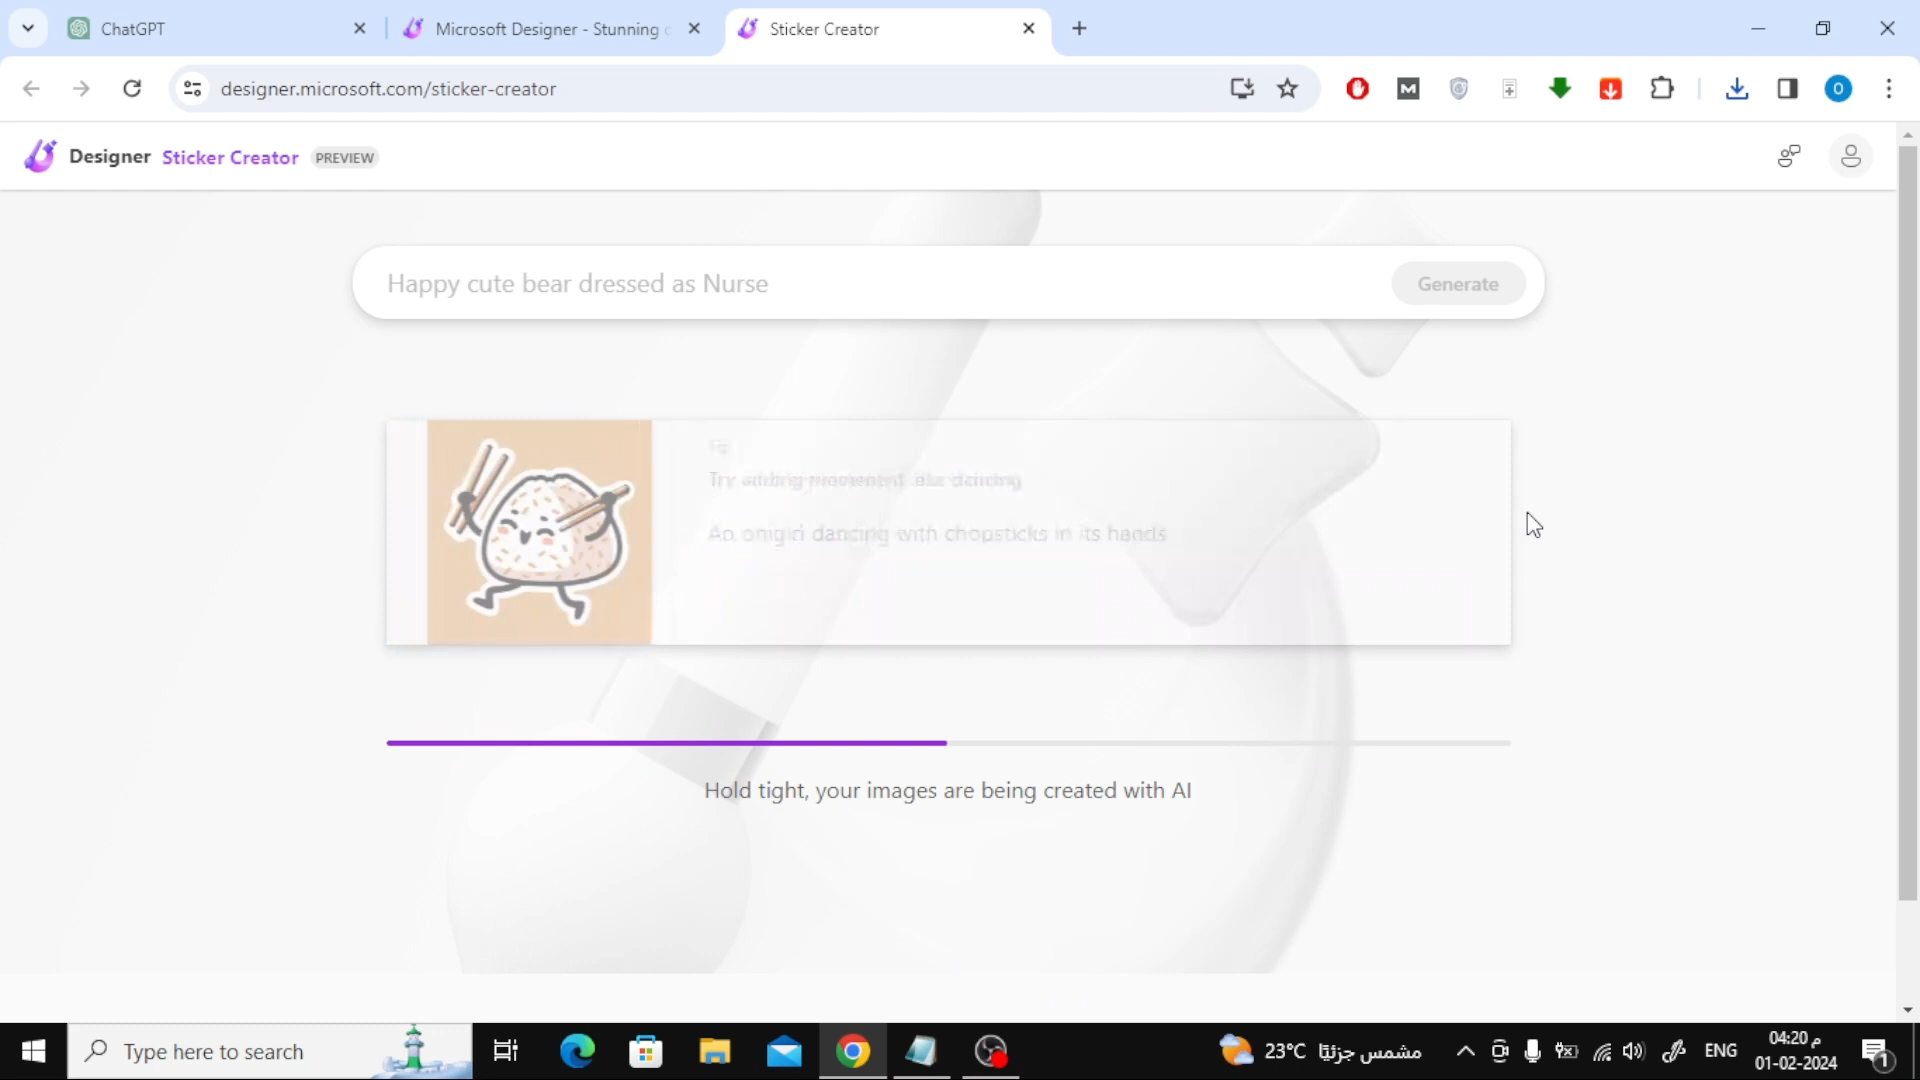 ChatGPT
Microsoft Designer - Stunning
Sticker Creator
designer.microsoft.com/sticker-creator
O
Designer Sticker Creator PREVIEW
Happy cute bear dressed as Nurse
Generate
Try adding movement like dancing
An onigiri dancing with chopsticks in its hands
Hold tight, your images are being created with AI
Type here to search
23°C مشمس جزئيًا
ENG
04:20 م
01-02-2024
1